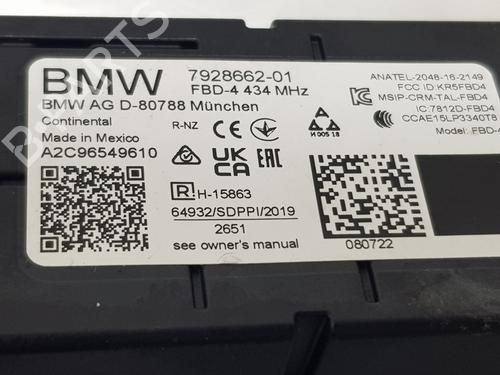 BMW
7928662-01
FBD-4 434 MHz
BMW AG D-80788 München
Continental
Made in Mexico
A2C96549610
R-NZ
CE
UK
CA
EAC
H 005 18
R H-15863
64932/SDPPI/2019
2651
see owner's manual
ANATEL-2048-16-2149
FCC ID:KR5FBD4
MSIP-CRM-TAL-FBD4
IC:7812D-FBD4
CCAE15LP3340T8
Model: FBD-4
080722